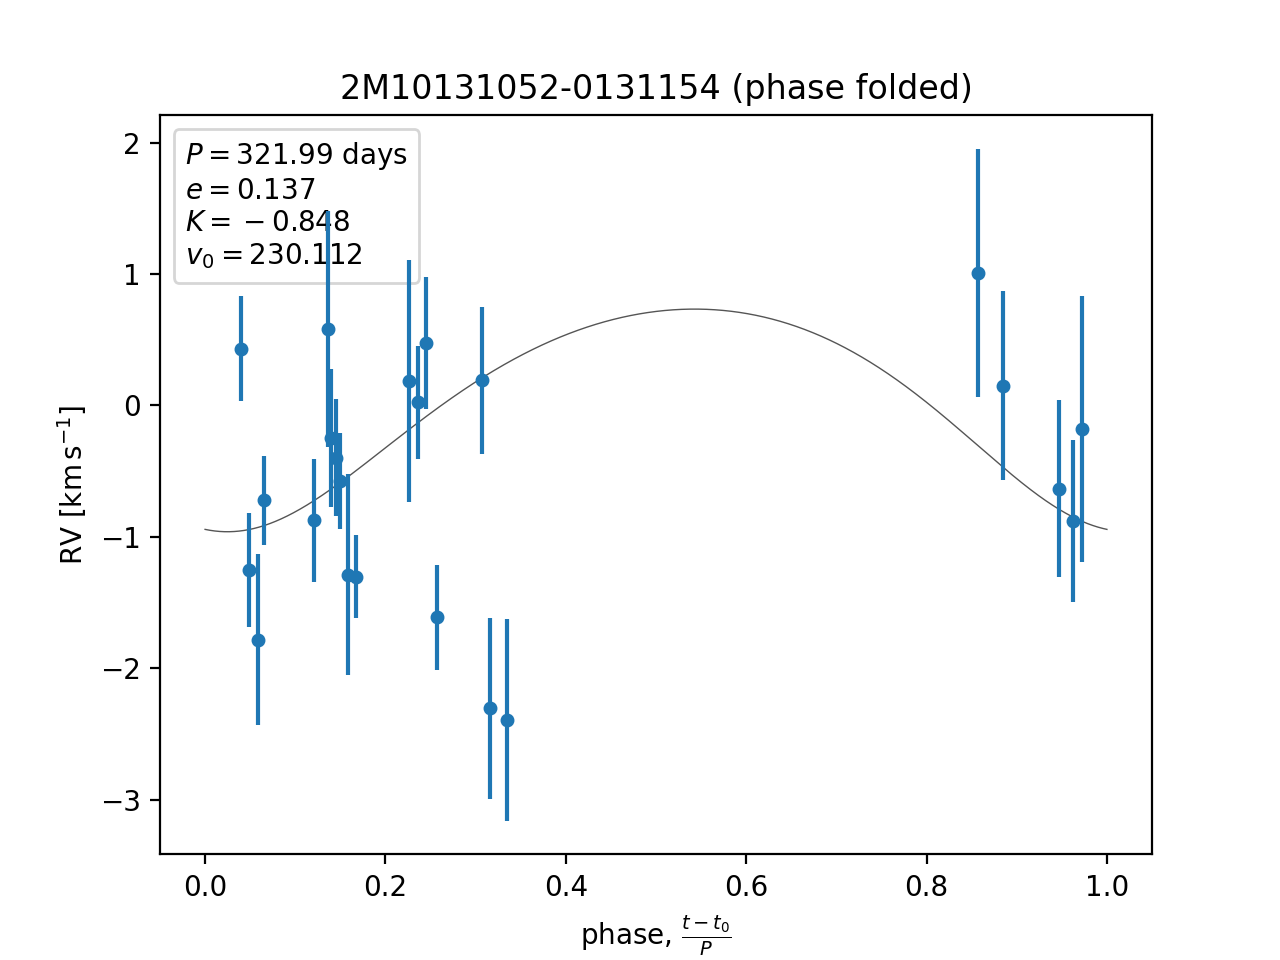 2M10131052-0131154 (phase folded)
P = 321.99 days
e = 0.137
K = −0.848
v₀ = 230.112
2
1
0
−1
−2
−3
RV [km s⁻¹]
0.0 0.2 0.4 0.6 0.8 1.0
phase, (t − t₀)/P